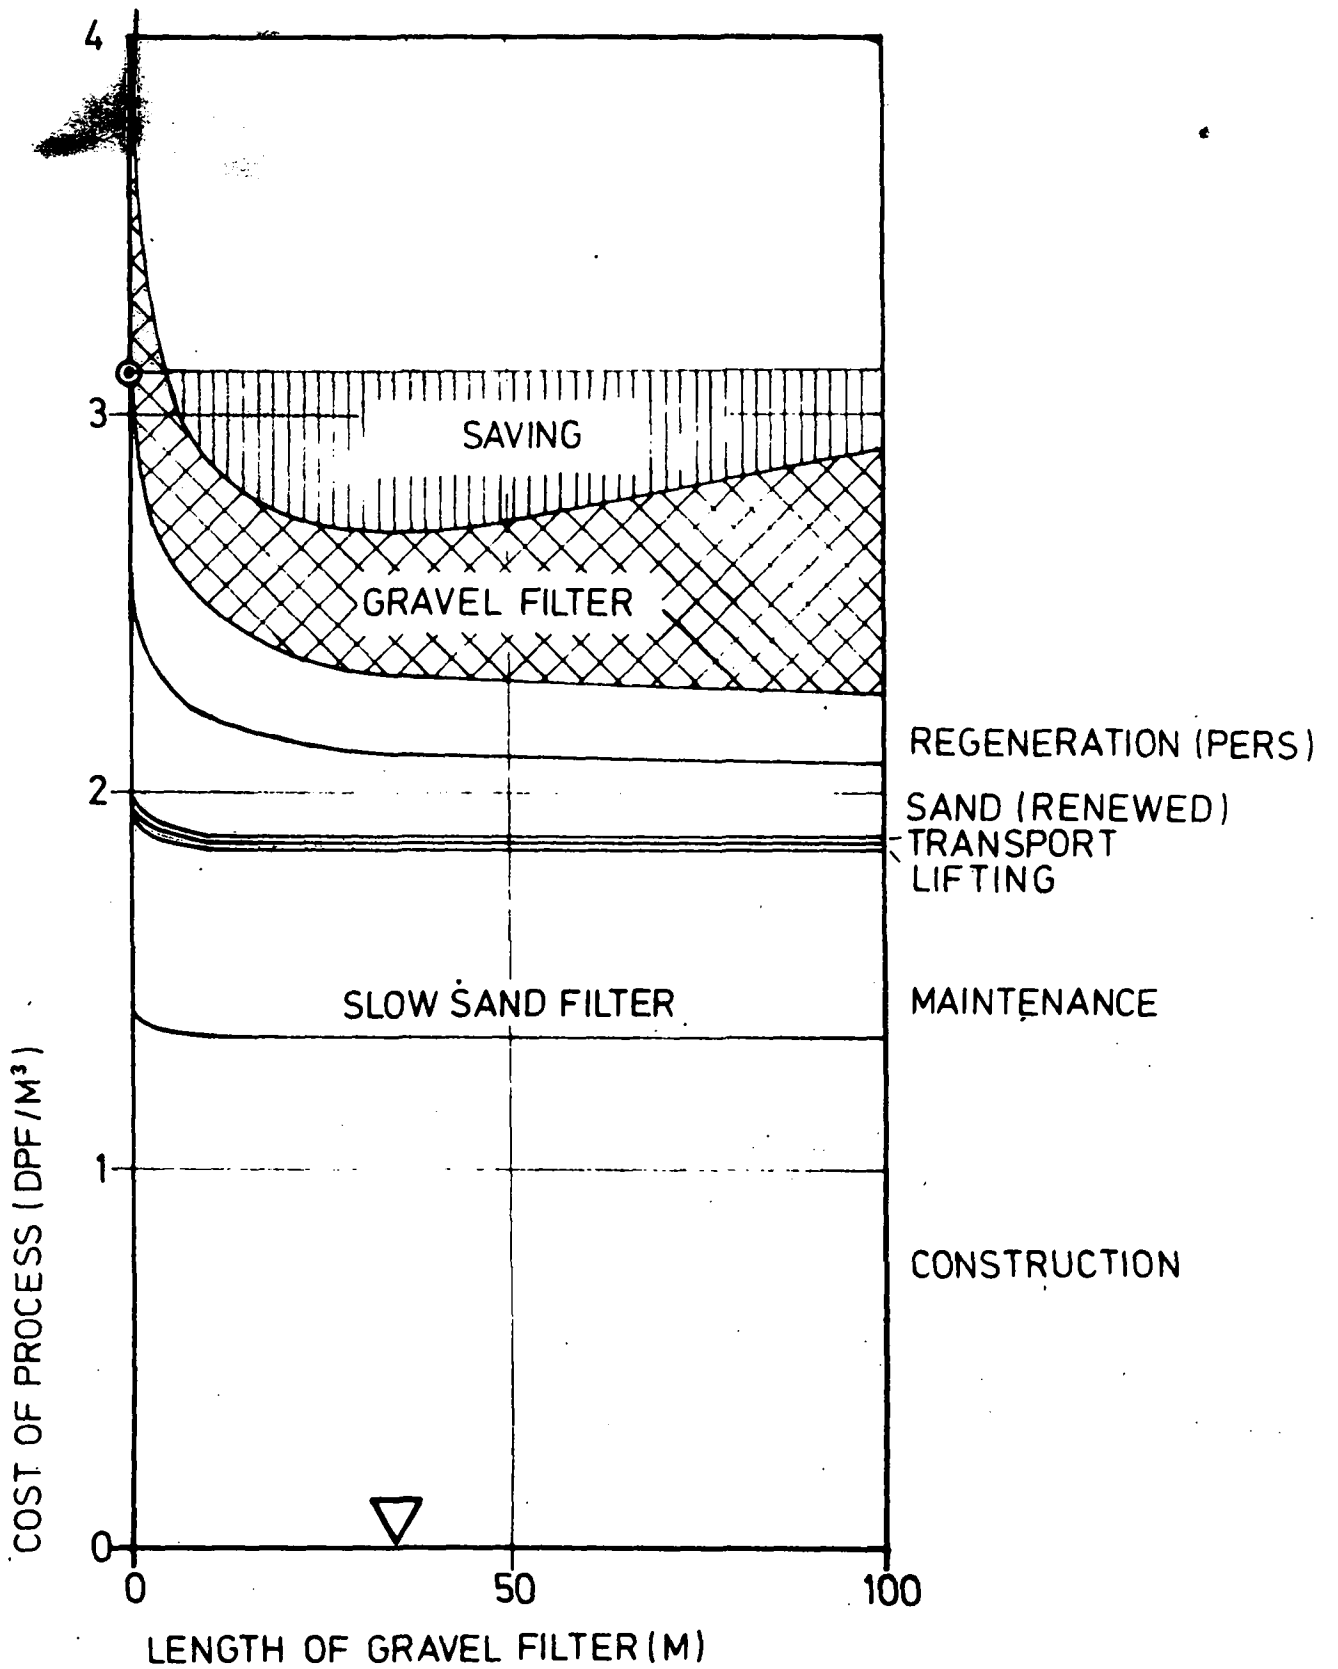 4
3
SAVING
GRAVEL FILTER
REGENERATION (PERS)
2
SAND (RENEWED)
TRANSPORT
LIFTING
SLOW SAND FILTER
MAINTENANCE
1
CONSTRUCTION
COST OF PROCESS (DPF/M³)
0
0
50
100
LENGTH OF GRAVEL FILTER (M)